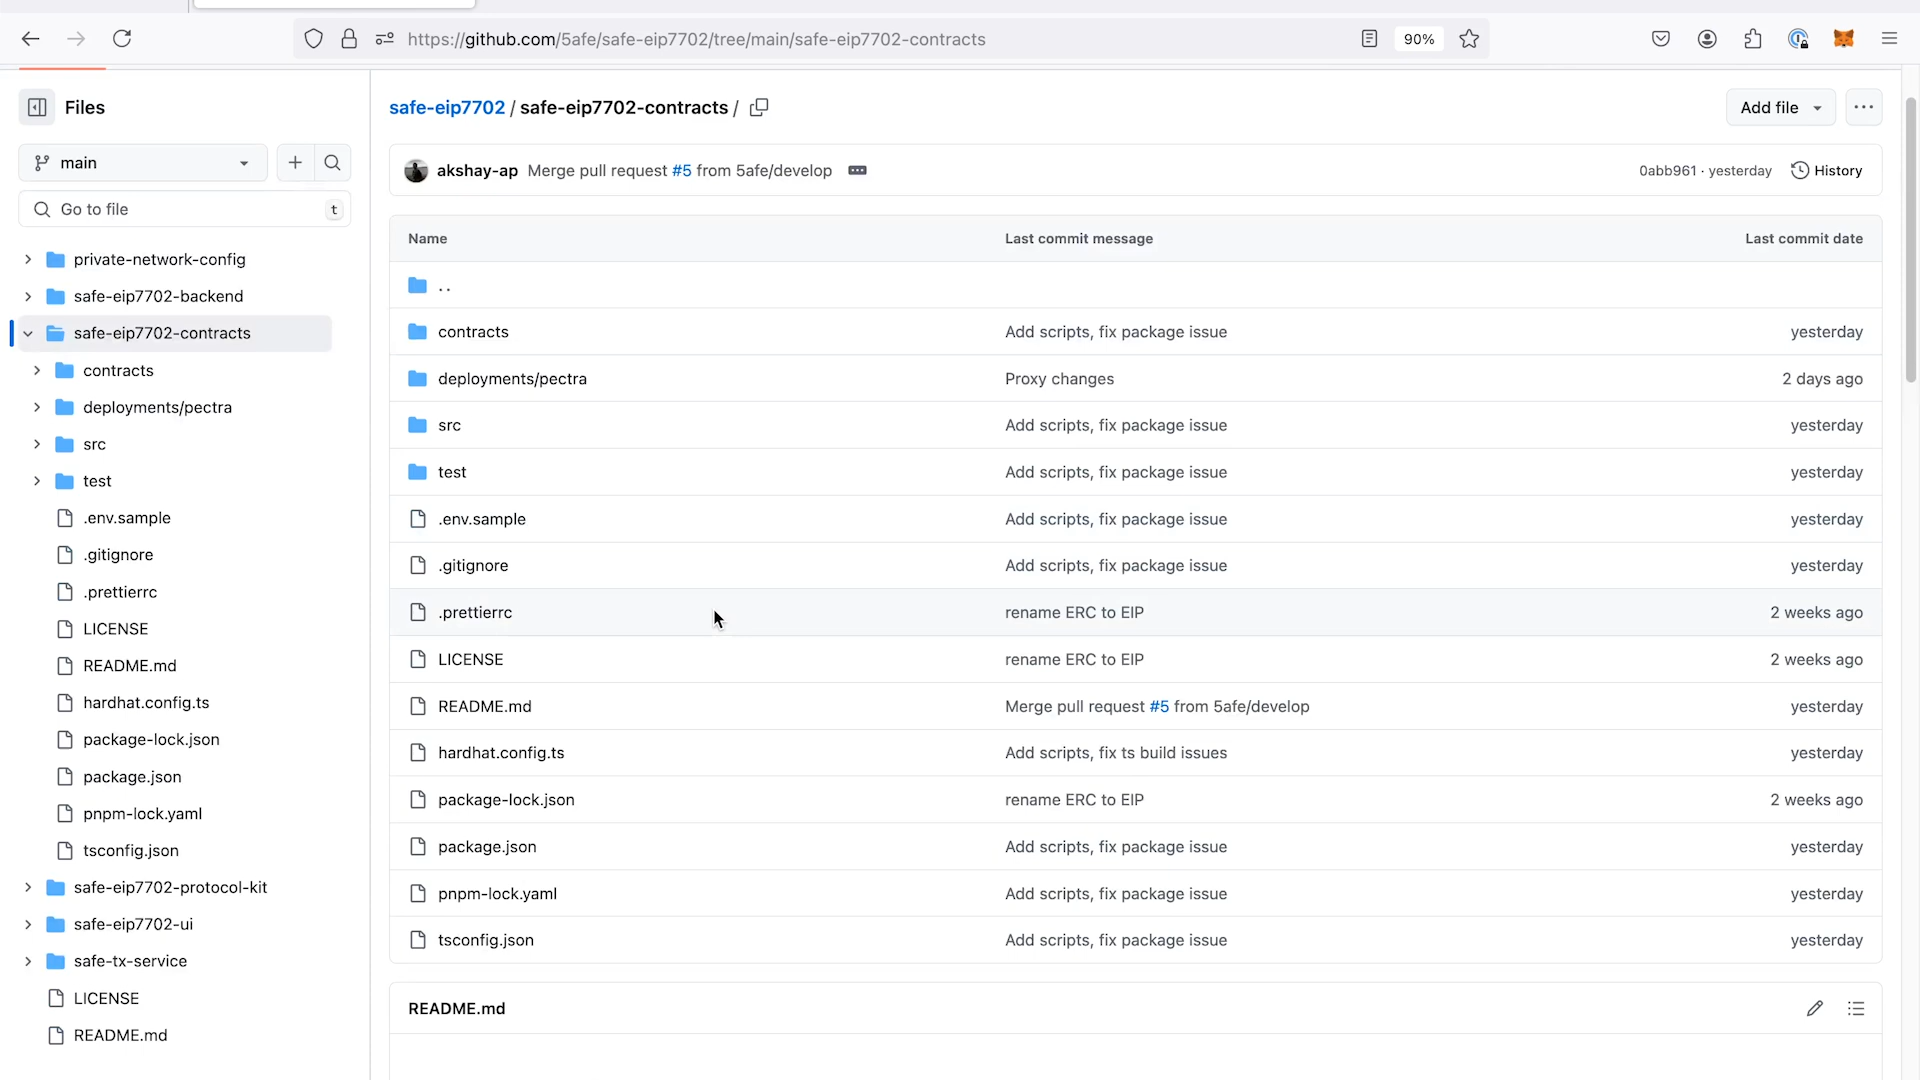 https://github.com/5afe/safe-eip7702/tree/main/safe-eip7702-contracts
90%
Files
safe-eip7702 / safe-eip7702-contracts /
Add file
main
akshay-ap Merge pull request #5 from 5afe/develop
0abb961 · yesterday
History
Go to file
t
Name Last commit message Last commit date
private-network-config
safe-eip7702-backend
safe-eip7702-contracts
contracts
deployments/pectra
src
test
.env.sample
.gitignore
.prettierrc
LICENSE
README.md
hardhat.config.ts
package-lock.json
package.json
pnpm-lock.yaml
tsconfig.json
safe-eip7702-protocol-kit
safe-eip7702-ui
safe-tx-service
LICENSE
README.md
..
contracts Add scripts, fix package issue yesterday
deployments/pectra Proxy changes 2 days ago
src Add scripts, fix package issue yesterday
test Add scripts, fix package issue yesterday
.env.sample Add scripts, fix package issue yesterday
.gitignore Add scripts, fix package issue yesterday
.prettierrc rename ERC to EIP 2 weeks ago
LICENSE rename ERC to EIP 2 weeks ago
README.md Merge pull request #5 from 5afe/develop yesterday
hardhat.config.ts Add scripts, fix ts build issues yesterday
package-lock.json rename ERC to EIP 2 weeks ago
package.json Add scripts, fix package issue yesterday
pnpm-lock.yaml Add scripts, fix package issue yesterday
tsconfig.json Add scripts, fix package issue yesterday
README.md